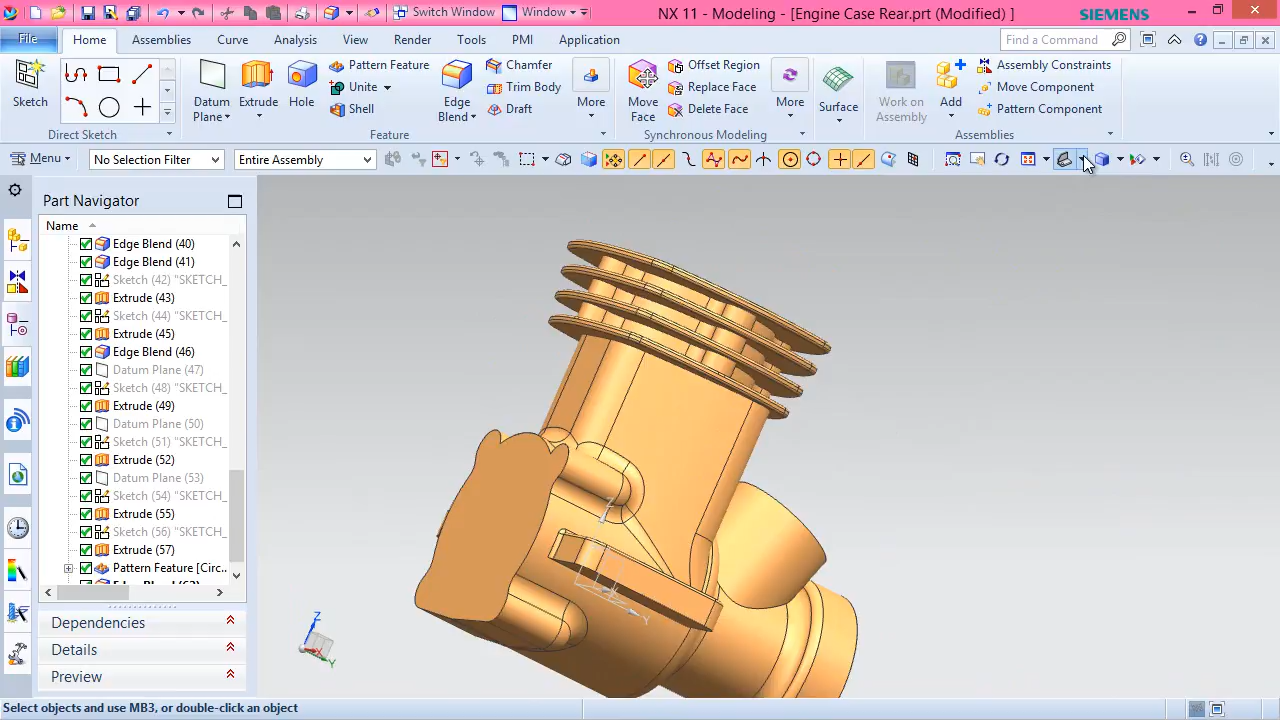 NX 11 - Modeling - [Engine Case Rear.prt (Modified) ]
SIEMENS
Switch Window
Window
File
Home
Assemblies
Curve
Analysis
View
Render
Tools
PMI
Application
Find a Command
Sketch
Direct Sketch
Datum Plane
Extrude
Hole
Pattern Feature
Unite
Shell
Edge Blend
Chamfer
Trim Body
Draft
More
Feature
Move Face
Offset Region
Replace Face
Delete Face
More
Synchronous Modeling
Surface
Work on Assembly
Add
Assembly Constraints
Move Component
Pattern Component
Assemblies
Menu
No Selection Filter
Entire Assembly
Part Navigator
Name
Edge Blend (40)
Edge Blend (41)
Sketch (42) "SKETCH_
Extrude (43)
Sketch (44) "SKETCH_
Extrude (45)
Edge Blend (46)
Datum Plane (47)
Sketch (48) "SKETCH_
Extrude (49)
Datum Plane (50)
Sketch (51) "SKETCH_
Extrude (52)
Datum Plane (53)
Sketch (54) "SKETCH_
Extrude (55)
Sketch (56) "SKETCH_
Extrude (57)
Pattern Feature [Circ..
Dependencies
Details
Preview
Z
Y
Z
X
Y
Select objects and use MB3, or double-click an object